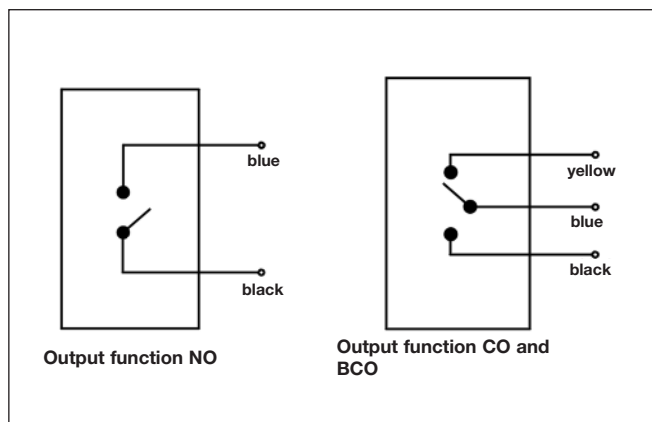 blue
black
Output function NO
yellow
blue
black
Output function CO and
BCO